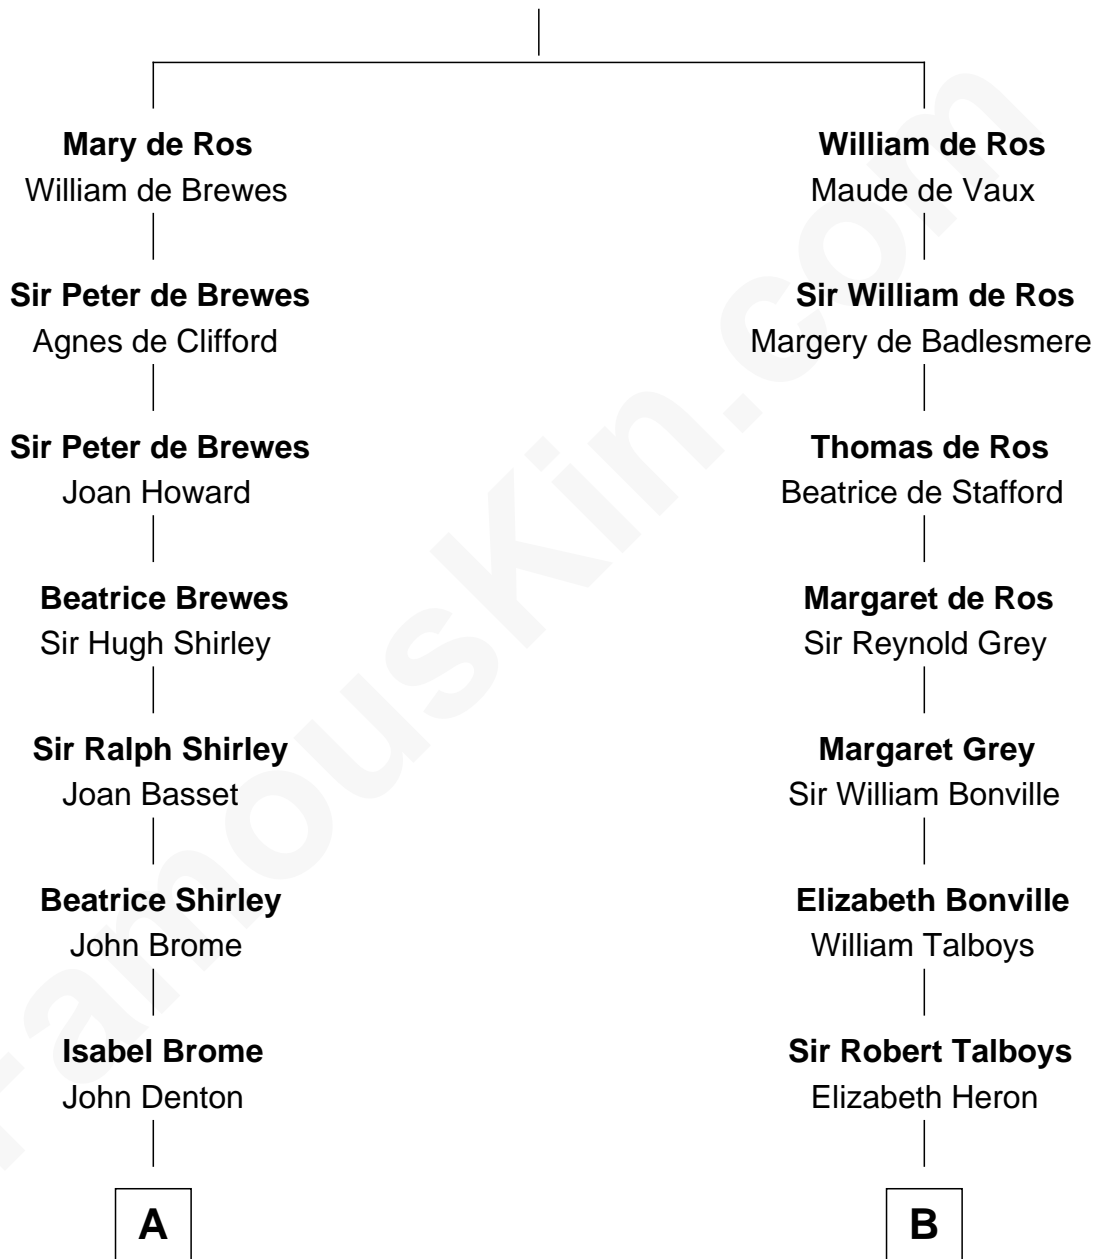 Mary de Ros
William de Brewes
Sir Peter de Brewes
Agnes de Clifford
Sir Peter de Brewes
Joan Howard
Beatrice Brewes
Sir Hugh Shirley
Sir Ralph Shirley
Joan Basset
Beatrice Shirley
John Brome
Isabel Brome
John Denton
A
William de Ros
Maude de Vaux
Sir William de Ros
Margery de Badlesmere
Thomas de Ros
Beatrice de Stafford
Margaret de Ros
Sir Reynold Grey
Margaret Grey
Sir William Bonville
Elizabeth Bonville
William Talboys
Sir Robert Talboys
Elizabeth Heron
B
FamousKin.com